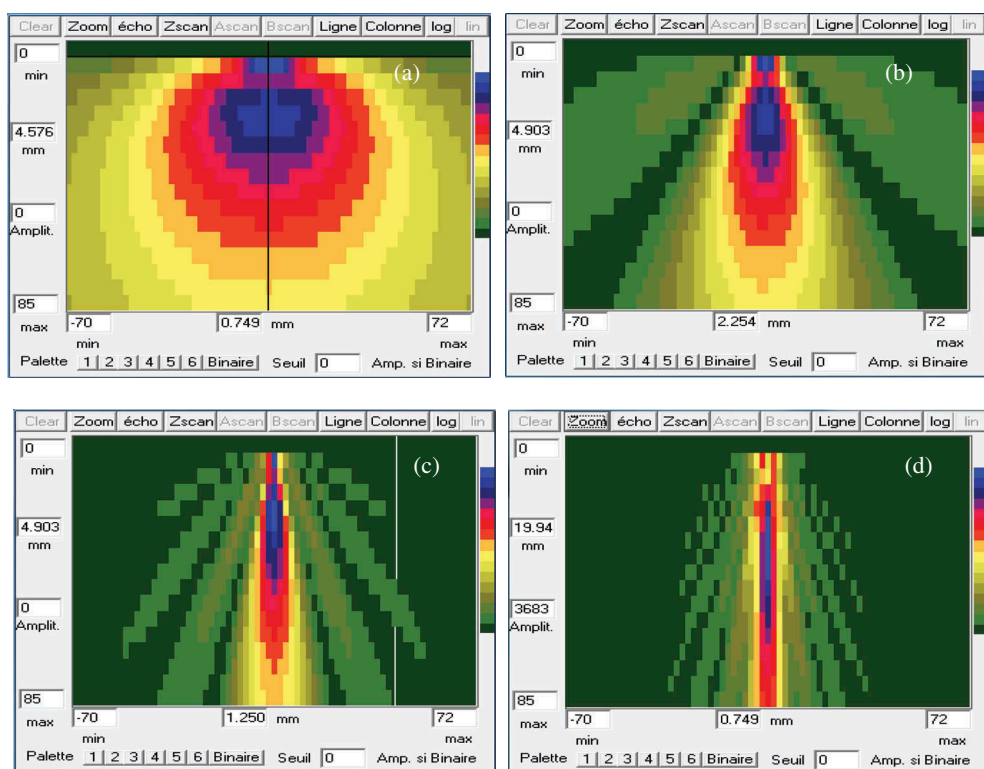 Clear Zoom écho Zscan Ascan Bscan Ligne Colonne log lin
0
min
(a)
4.576
mm
0
Amplit.
85
max
-70 0.749 mm 72
min max
Palette 1 2 3 4 5 6 Binaire Seuil 0 Amp. si Binaire
Clear Zoom écho Zscan Ascan Bscan Ligne Colonne log lin
0
min
(b)
4.903
mm
0
Amplit.
85
max
-70 2.254 mm 72
min max
Palette 1 2 3 4 5 6 Binaire Seuil 0 Amp. si Binaire
Clear Zoom écho Zscan Ascan Bscan Ligne Colonne log lin
0
min
(c)
4.903
mm
0
Amplit.
85
max
-70 1.250 mm 72
min max
Palette 1 2 3 4 5 6 Binaire Seuil 0 Amp. si Binaire
Clear Zoom écho Zscan Ascan Bscan Ligne Colonne log lin
0
min
(d)
19.94
mm
3683
Amplit.
85
max
-70 0.749 mm 72
min max
Palette 1 2 3 4 5 6 Binaire Seuil 0 Amp. si Binaire